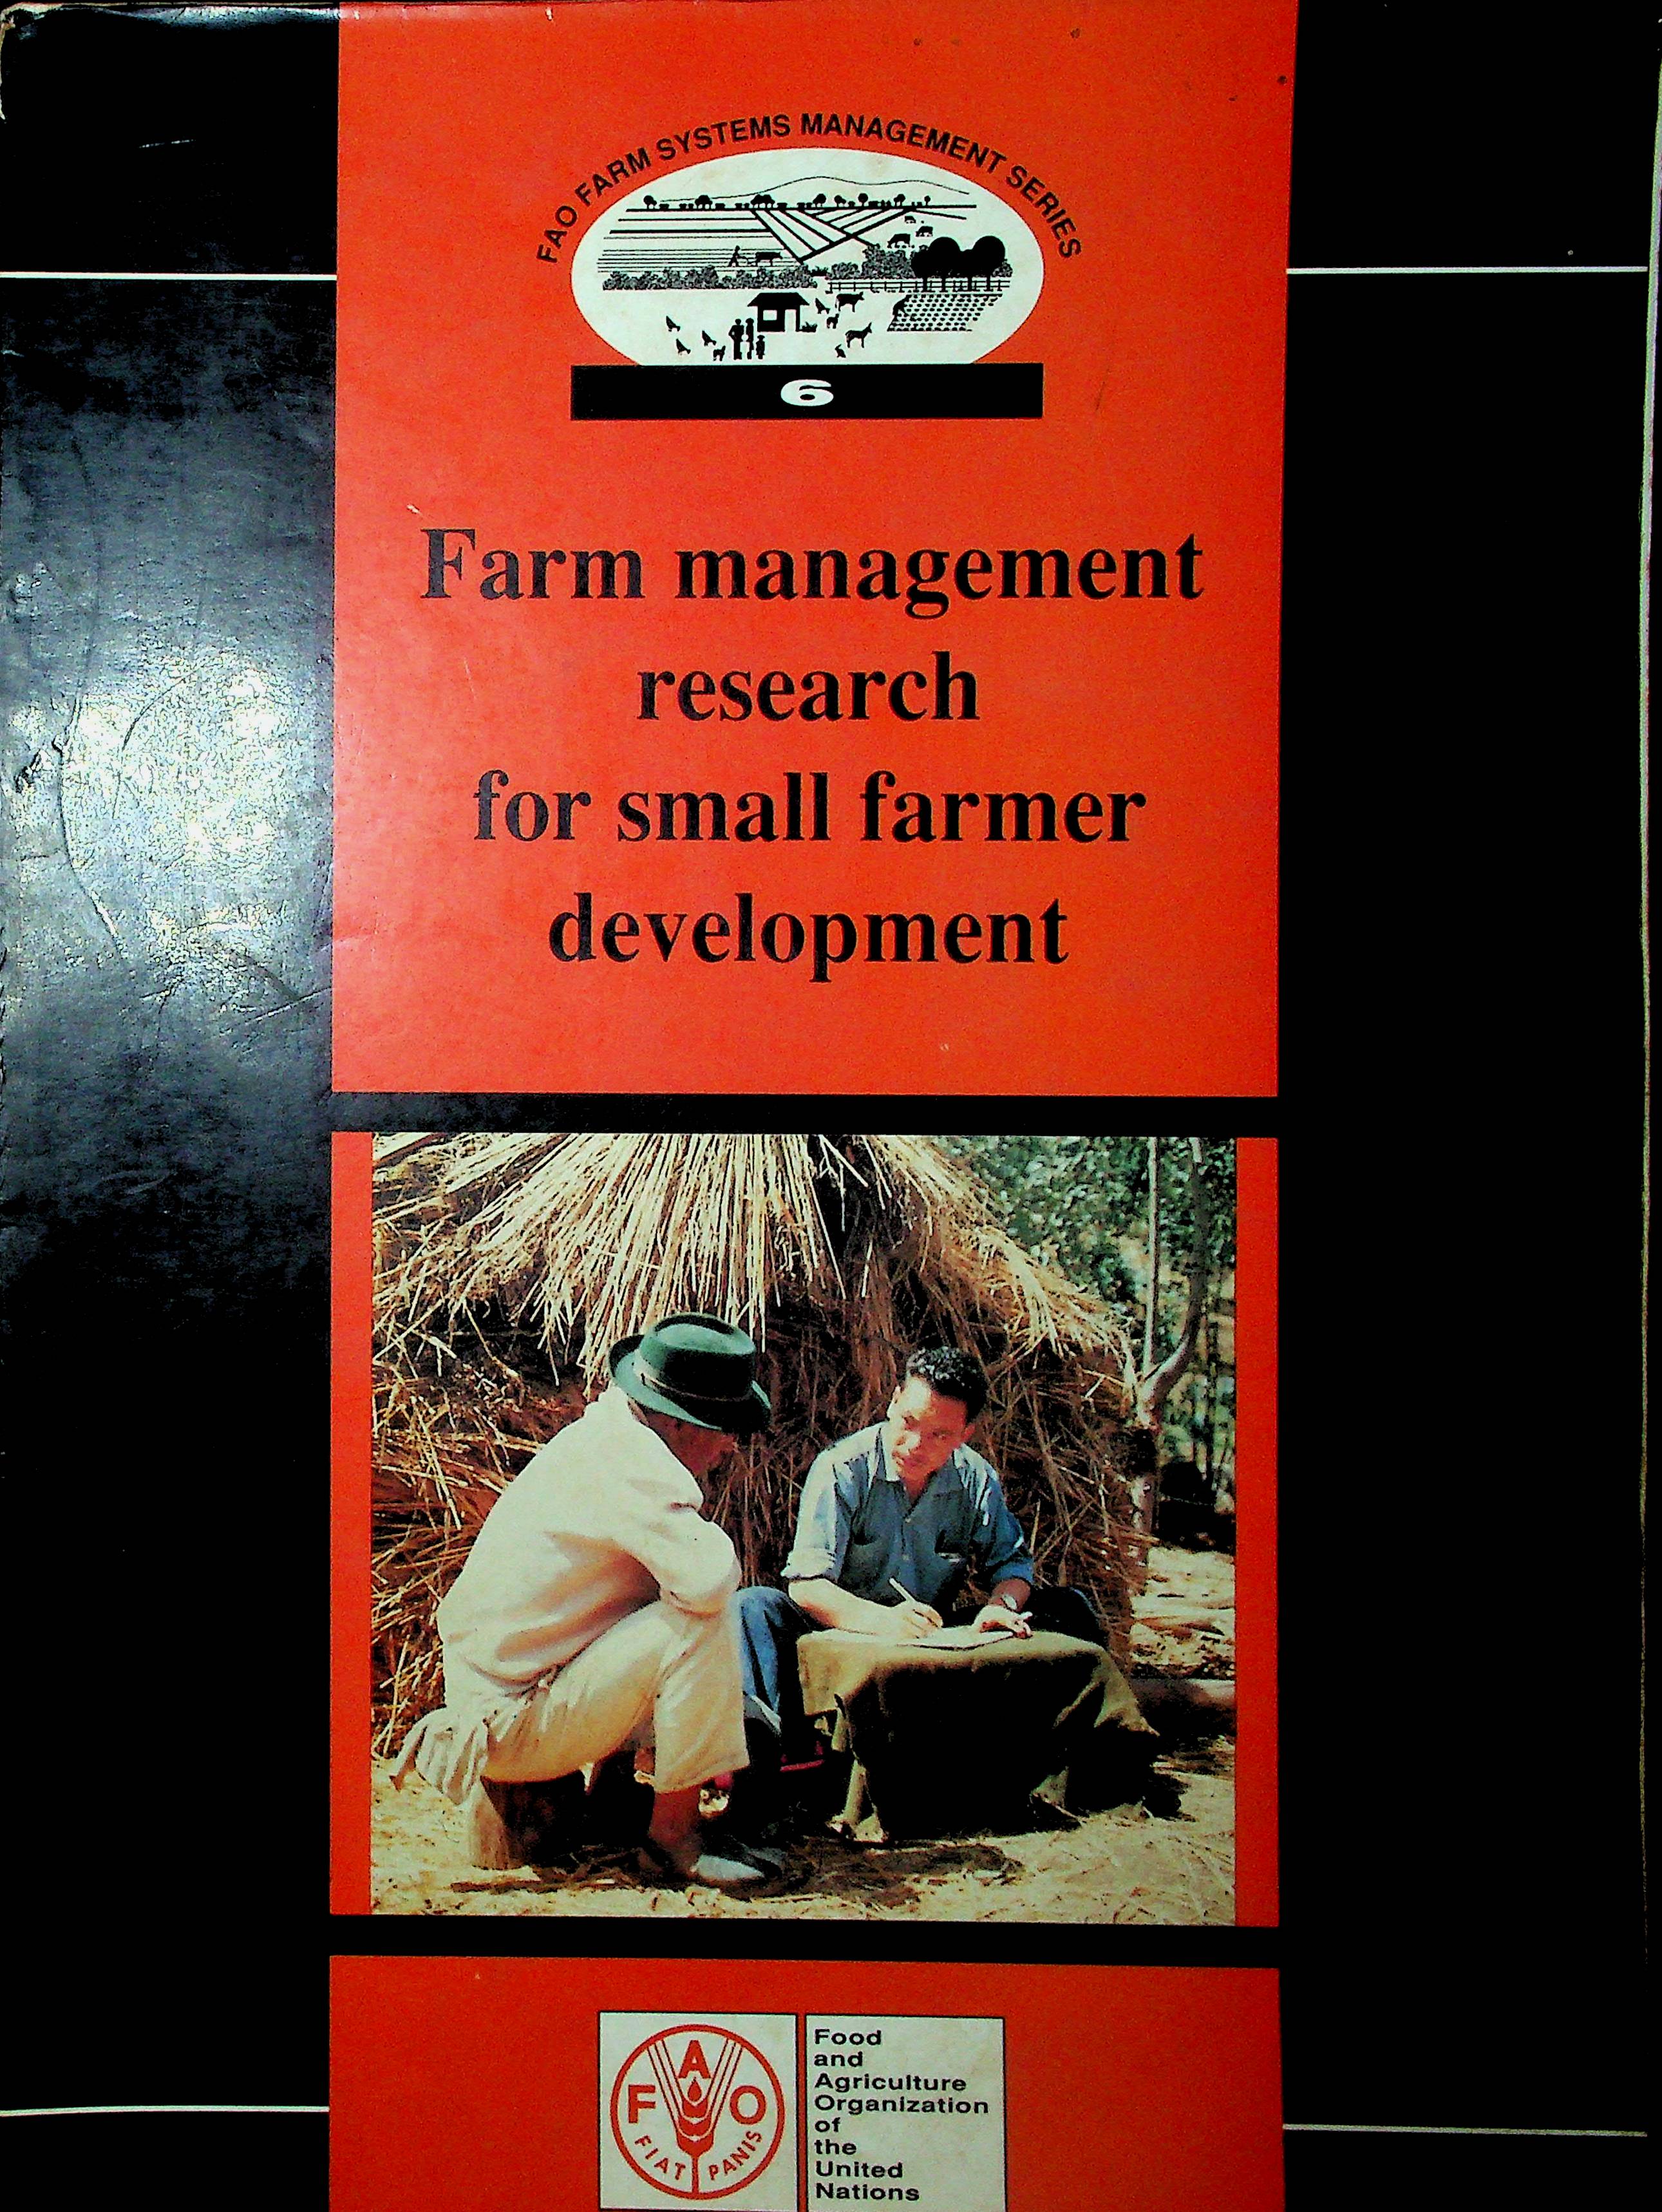 FAO FARM SYSTEMS MANAGEMENT SERIES
6
Farm management
research
for small farmer
development
F A O
FIAT PANIS
Food
and
Agriculture
Organization
of
the
United
Nations